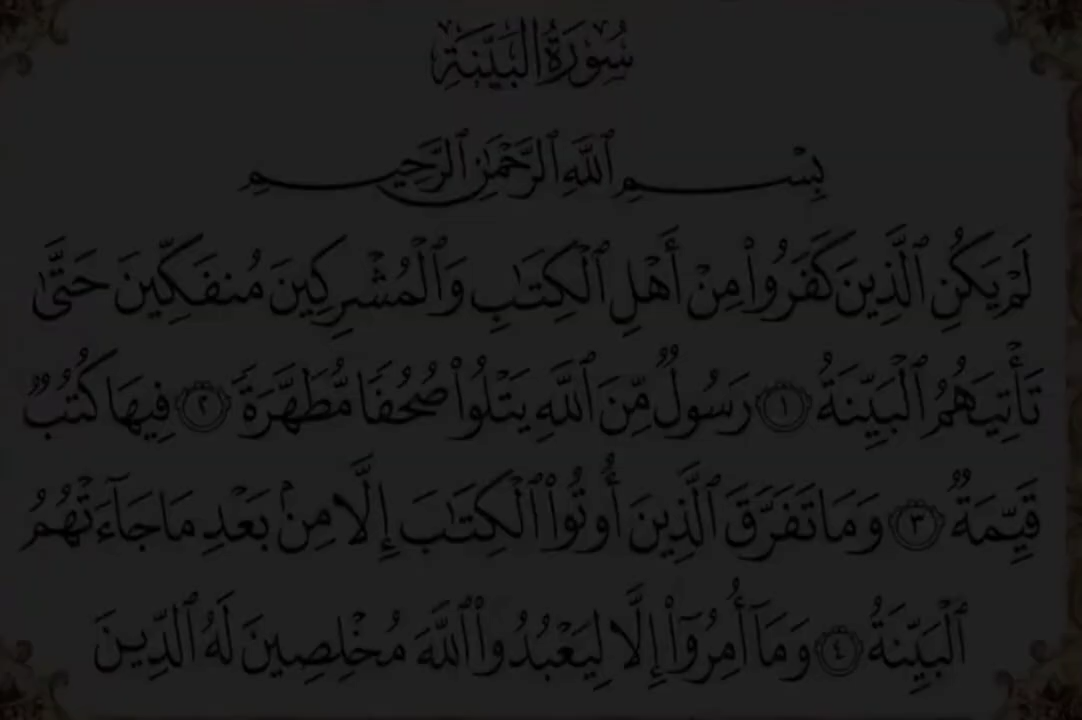 سُورَةُ الْبَيِّنَةِ
بِسْمِ ٱللَّهِ ٱلرَّحْمَٰنِ ٱلرَّحِيمِ
لَمْ يَكُنِ ٱلَّذِينَ كَفَرُوا۟ مِنْ أَهْلِ ٱلْكِتَٰبِ وَٱلْمُشْرِكِينَ مُنفَكِّينَ حَتَّىٰ
تَأْتِيَهُمُ ٱلْبَيِّنَةُ ١ رَسُولٌ مِّنَ ٱللَّهِ يَتْلُوا۟ صُحُفًا مُّطَهَّرَةً ٢ فِيهَا كُتُبٌ
قَيِّمَةٌ ٣ وَمَا تَفَرَّقَ ٱلَّذِينَ أُوتُوا۟ ٱلْكِتَٰبَ إِلَّا مِنۢ بَعْدِ مَا جَآءَتْهُمُ
ٱلْبَيِّنَةُ ٤ وَمَآ أُمِرُوٓا۟ إِلَّا لِيَعْبُدُوا۟ ٱللَّهَ مُخْلِصِينَ لَهُ ٱلدِّينَ